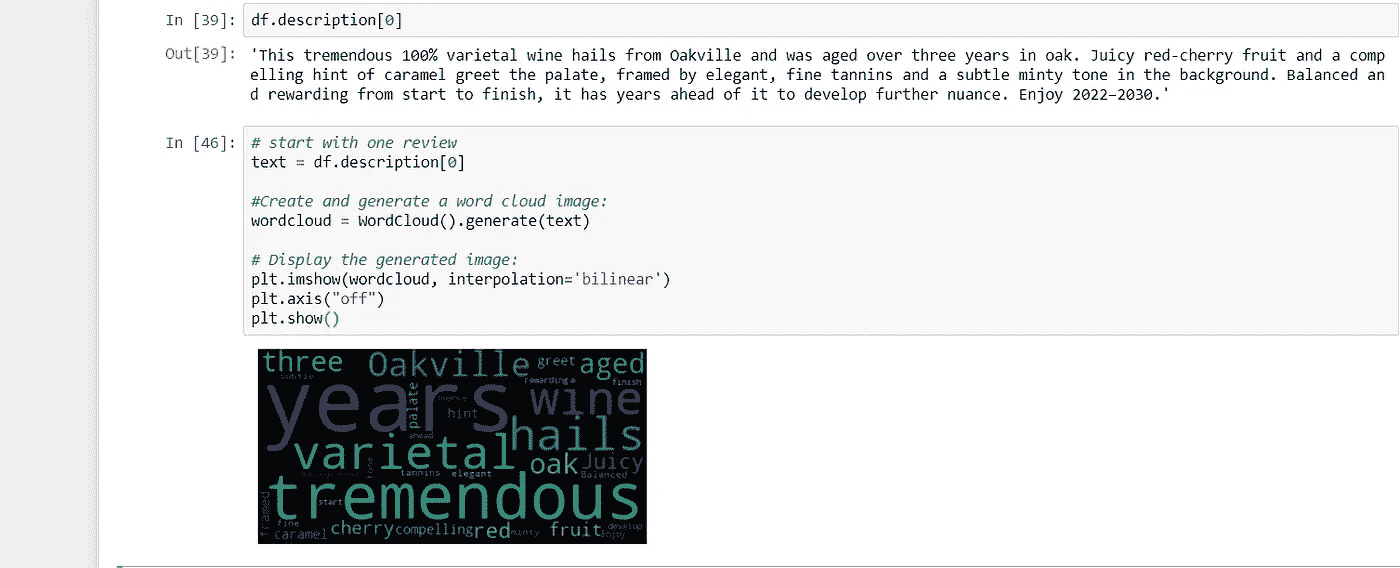 In [39]: df.description[0]
Out[39]: 'This tremendous 100% varietal wine hails from Oakville and was aged over three years in oak. Juicy red-cherry fruit and a comp
elling hint of caramel greet the palate, framed by elegant, fine tannins and a subtle minty tone in the background. Balanced an
d rewarding from start to finish, it has years ahead of it to develop further nuance. Enjoy 2022–2030.'
In [46]: # start with one review
text = df.description[0]
#Create and generate a word cloud image:
wordcloud = WordCloud().generate(text)
# Display the generated image:
plt.imshow(wordcloud, interpolation='bilinear')
plt.axis("off")
plt.show()
three Oakville greet aged
subtle rewarding finish
years palate hint wine
ahead hails
varietal oak Juicy
tone tannins elegant Balanced
tremendous
framed start
fine cherry compelling red minty fruit develop
caramel Enjoy